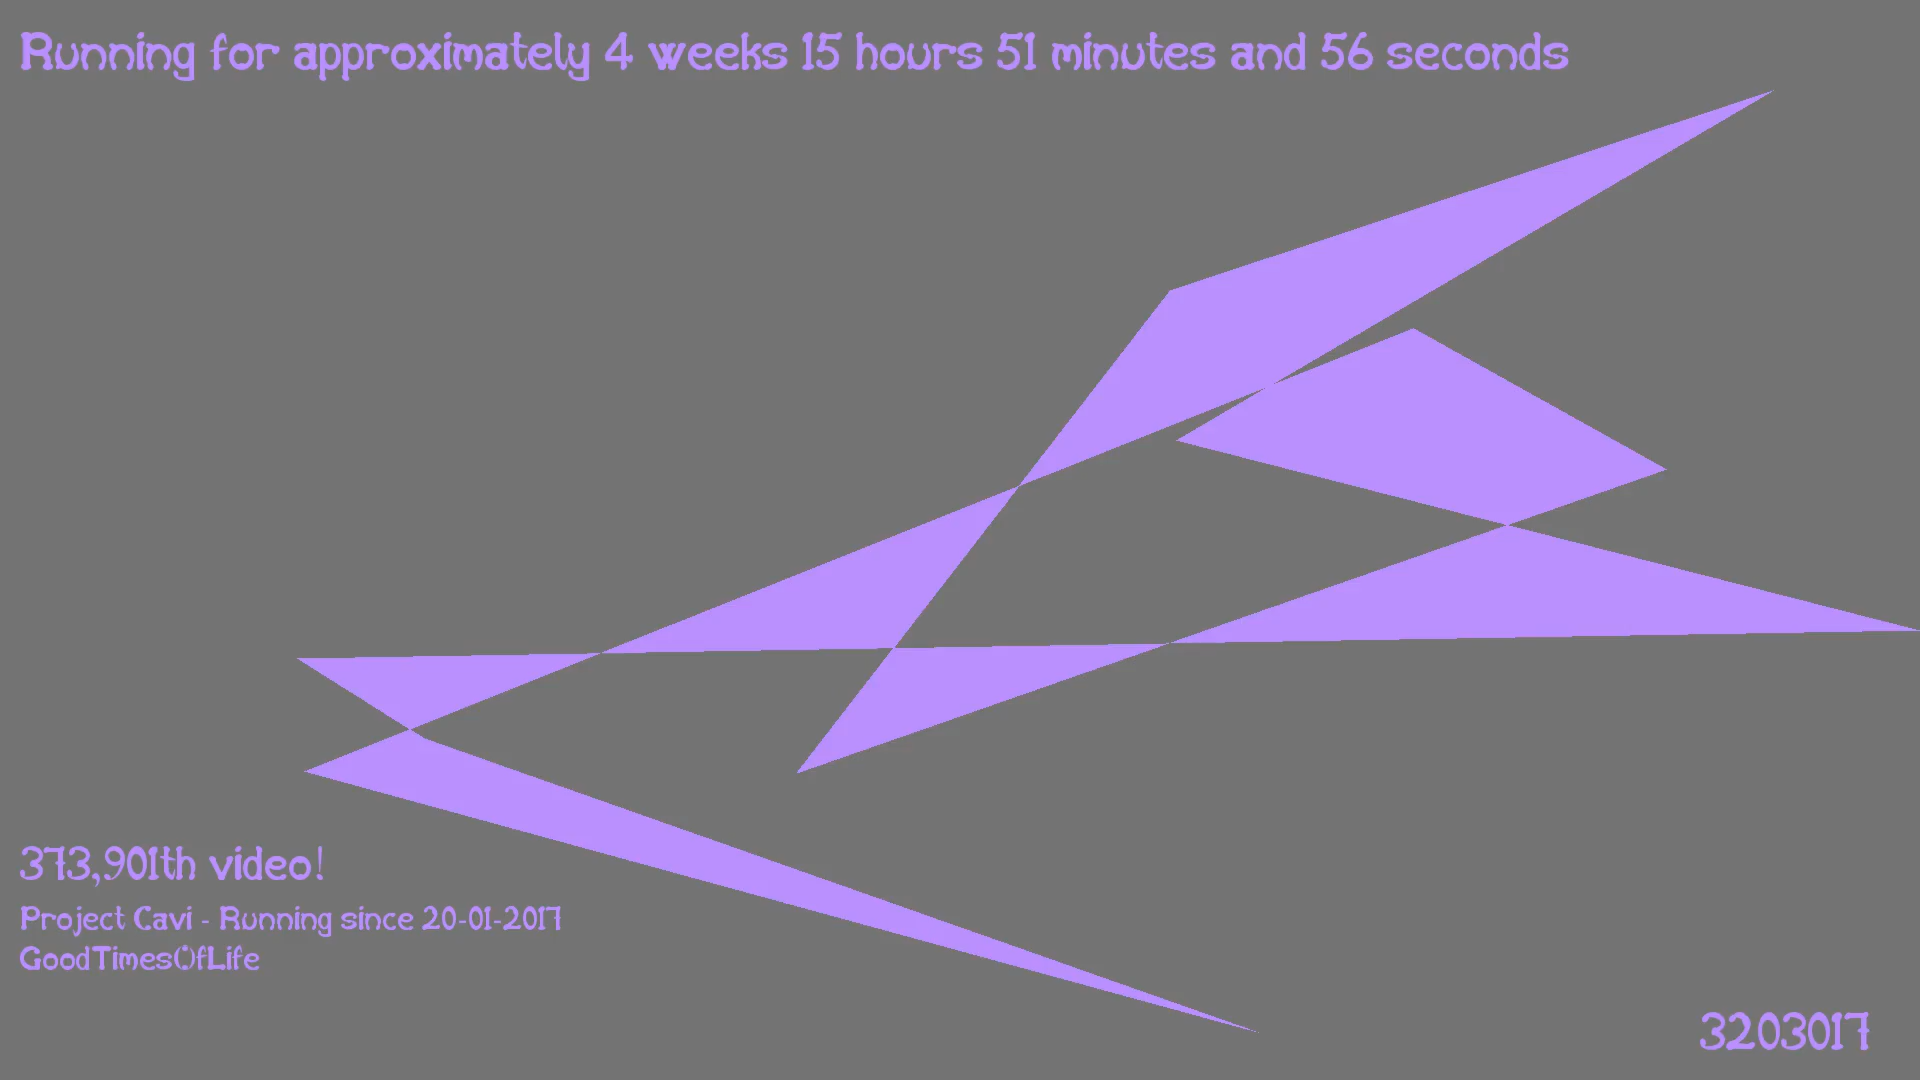 Running for approximately 4 weeks 15 hours 51 minutes and 56 seconds
373,901th video!
Project Cavi - Running since 20-01-2017
GoodTimesOfLife
3203017